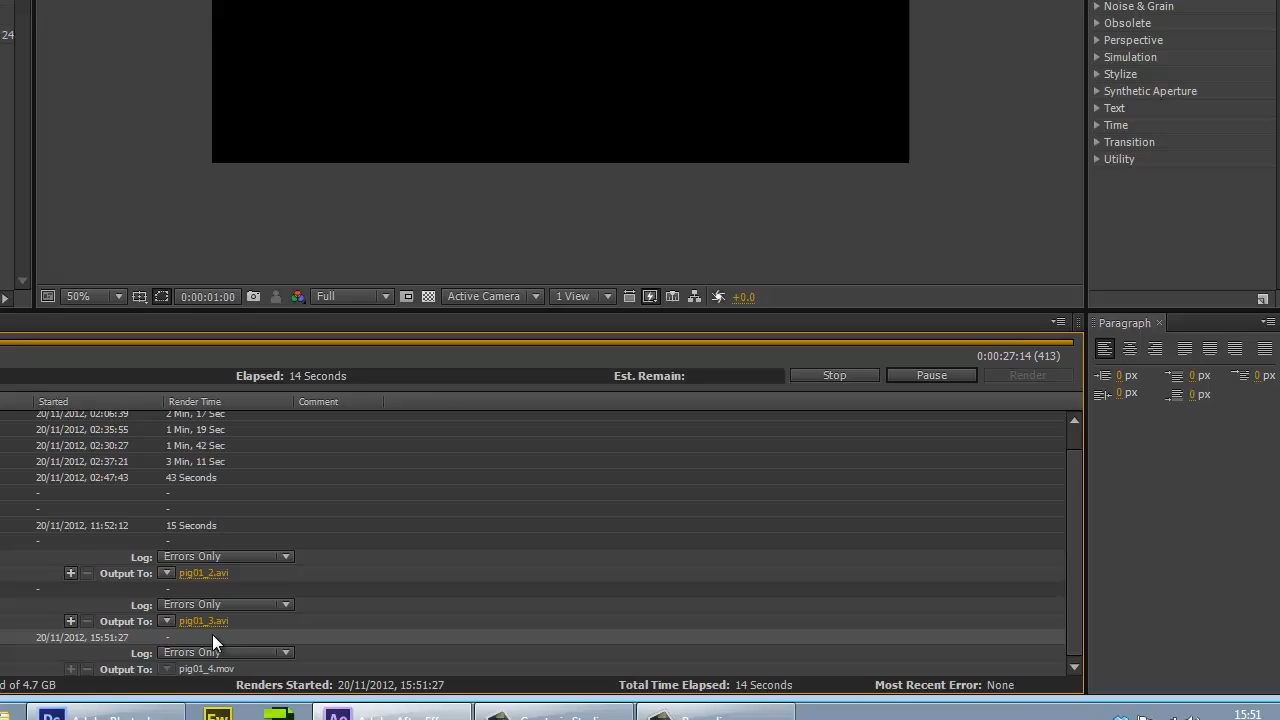 Noise & Grain
Obsolete
24
Perspective
Simulation
Stylize
Synthetic Aperture
Text
Time
Transition
Utility
50% 0:00:01:00 Full Active Camera 1 View +0.0
Paragraph
0:00:27:14 (413)
Elapsed: 14 Seconds Est. Remain: Stop Pause Render
0 px 0 px 0 px
0 px 0 px
Started Render Time Comment
20/11/2012, 02:06:39 2 Min, 17 Sec
20/11/2012, 02:35:55 1 Min, 19 Sec
20/11/2012, 02:30:27 1 Min, 42 Sec
20/11/2012, 02:37:21 3 Min, 11 Sec
20/11/2012, 02:47:43 43 Seconds
- -
- -
20/11/2012, 11:52:12 15 Seconds
- -
Log: Errors Only
Output To: pig01_2.avi
- -
Log: Errors Only
Output To: pig01_3.avi
20/11/2012, 15:51:27 -
Log: Errors Only
Output To: pig01_4.mov
d of 4.7 GB Renders Started: 20/11/2012, 15:51:27 Total Time Elapsed: 14 Seconds Most Recent Error: None
Ps Fw Ae 15:51